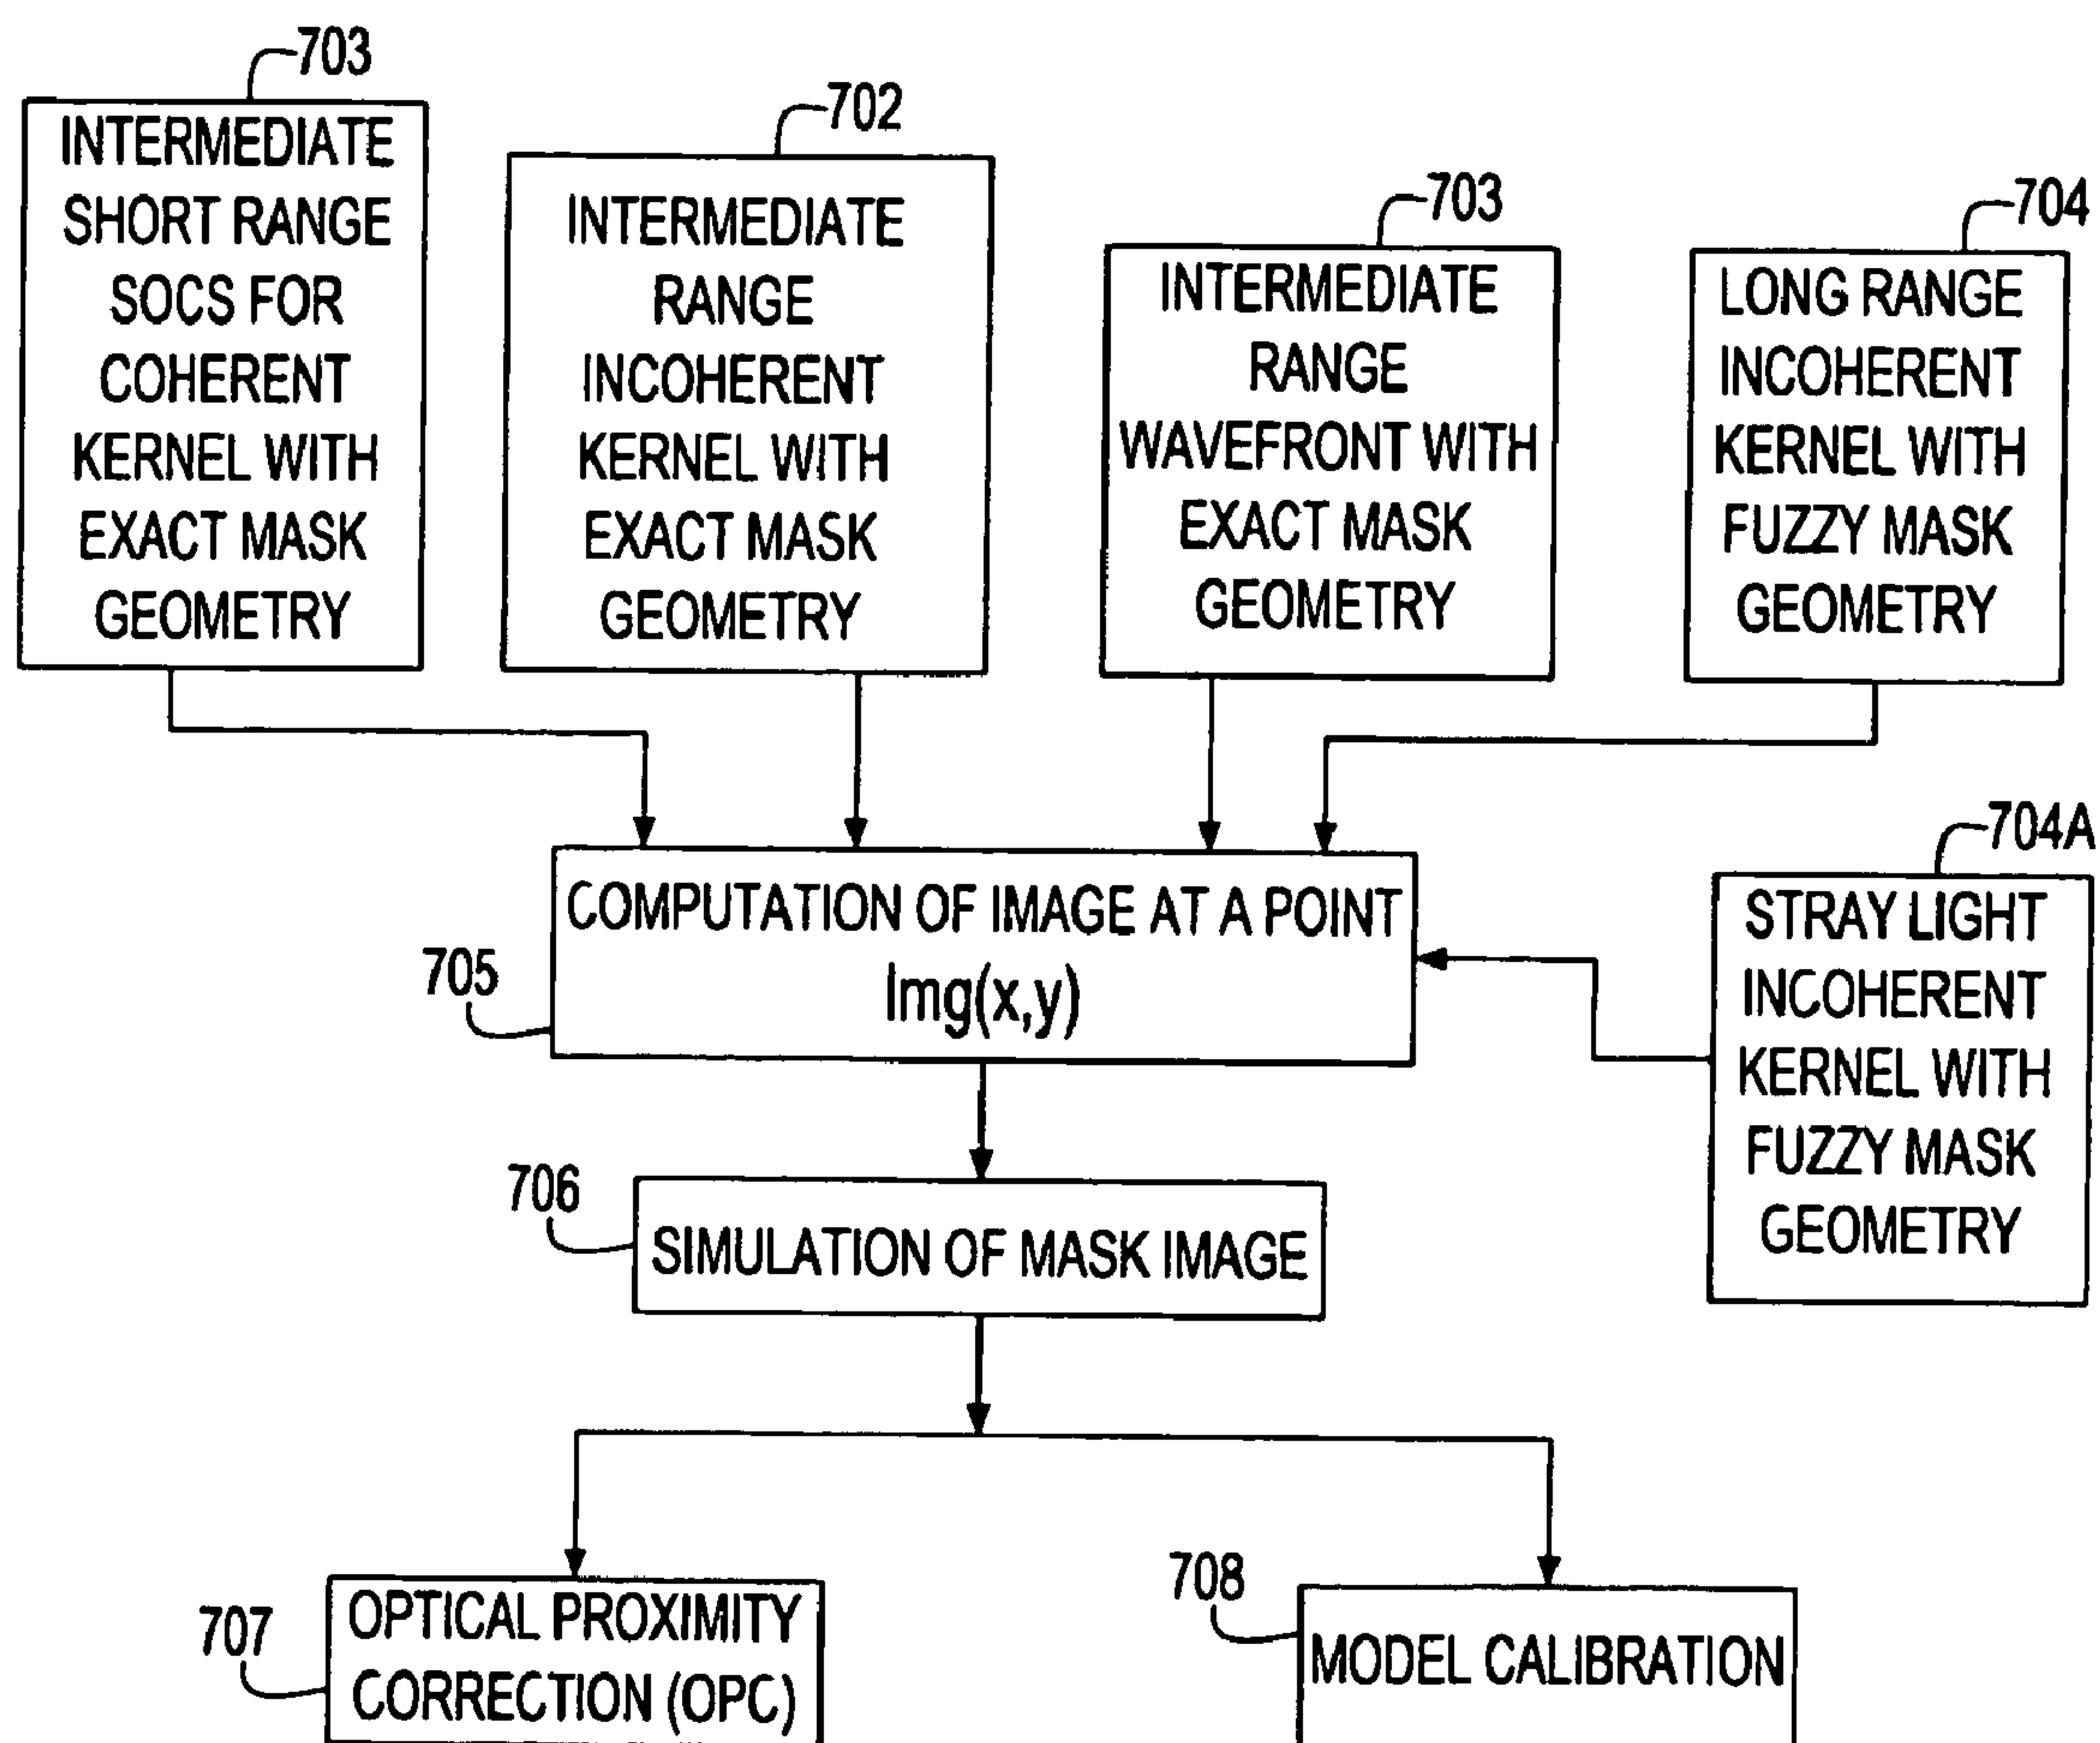 703
INTERMEDIATE
SHORT RANGE
SOCS FOR
COHERENT
KERNEL WITH
EXACT MASK
GEOMETRY
702
INTERMEDIATE
RANGE
INCOHERENT
KERNEL WITH
EXACT MASK
GEOMETRY
703
INTERMEDIATE
RANGE
WAVEFRONT WITH
EXACT MASK
GEOMETRY
704
LONG RANGE
INCOHERENT
KERNEL WITH
FUZZY MASK
GEOMETRY
704A
STRAY LIGHT
INCOHERENT
KERNEL WITH
FUZZY MASK
GEOMETRY
705
COMPUTATION OF IMAGE AT A POINT
Img(x,y)
706
SIMULATION OF MASK IMAGE
707
OPTICAL PROXIMITY
CORRECTION (OPC)
708
MODEL CALIBRATION